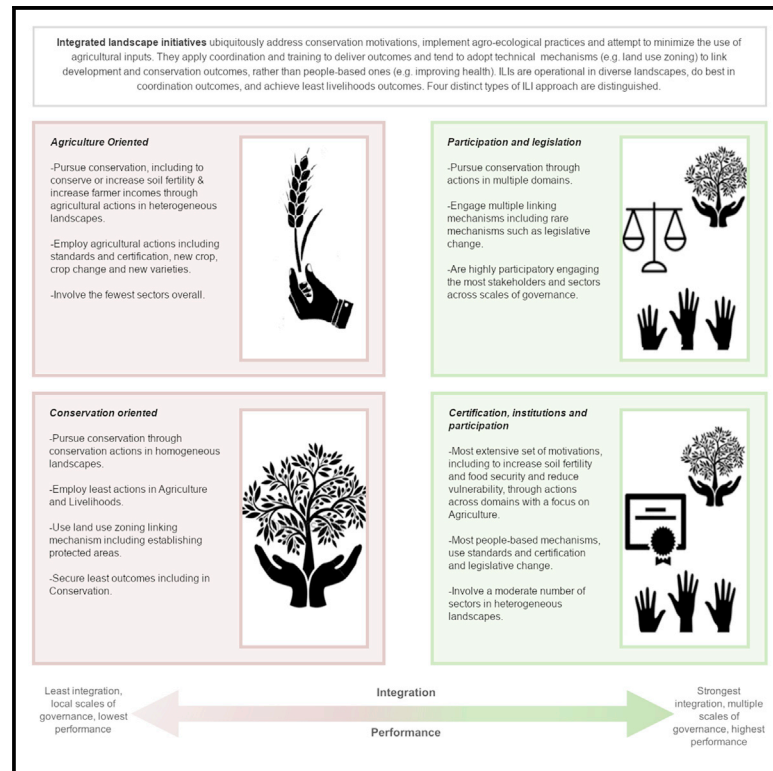 Integrated landscape initiatives ubiquitously address conservation motivations, implement agro-ecological practices and attempt to minimize the use of
agricultural inputs. They apply coordination and training to deliver outcomes and tend to adopt technical mechanisms (e.g. land use zoning) to link
development and conservation outcomes, rather than people-based ones (e.g. improving health). ILIs are operational in diverse landscapes, do best in
coordination outcomes, and achieve least livelihoods outcomes. Four distinct types of ILI approach are distinguished.
Agriculture Oriented
-Pursue conservation, including to
conserve or increase soil fertility &
increase farmer incomes through
agricultural actions in heterogeneous
landscapes.
-Employ agricultural actions including
standards and certification, new crop,
crop change and new varieties.
-Involve the fewest sectors overall.
Participation and legislation
-Pursue conservation through
actions in multiple domains.
-Engage multiple linking
mechanisms including rare
mechanisms such as legislative
change.
-Are highly participatory engaging
the most stakeholders and sectors
across scales of governance.
Conservation oriented
-Pursue conservation through
conservation actions in homogeneous
landscapes.
-Employ least actions in Agriculture
and Livelihoods.
-Use land use zoning linking
mechanism including establishing
protected areas.
-Secure least outcomes including in
Conservation.
Certification, institutions and
participation
-Most extensive set of motivations,
including to increase soil fertility
and food security and reduce
vulnerability, through actions
across domains with a focus on
Agriculture.
-Most people-based mechanisms,
use standards and certification
and legislative change.
-Involve a moderate number of
sectors in heterogeneous
landscapes.
Least integration,
local scales of
governance, lowest
performance
Integration
Performance
Strongest
integration, multiple
scales of
governance, highest
performance